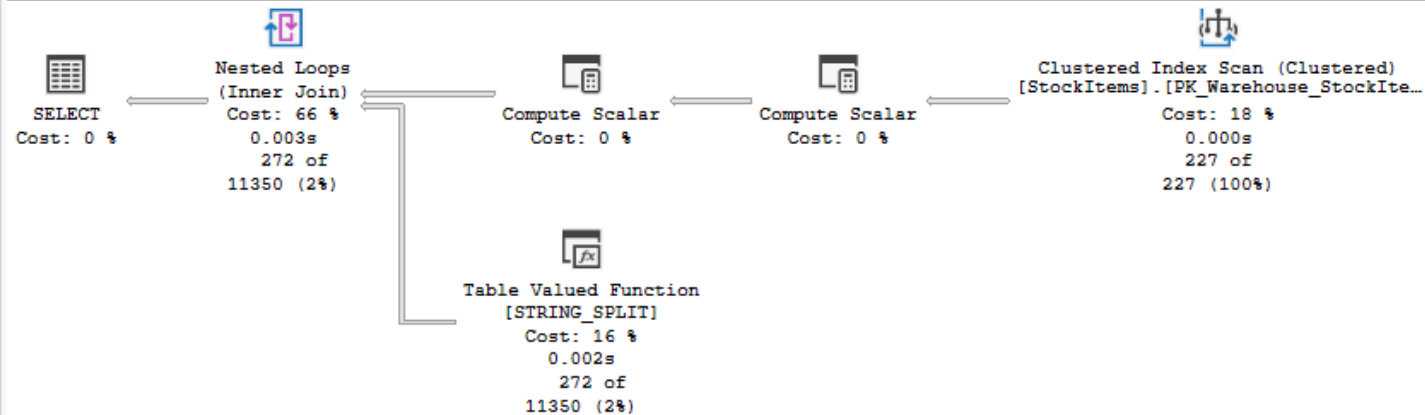 Nested Loops
(Inner Join)
Cost: 66 %
0.003s
272 of
11350 (2%)
SELECT
Cost: 0 %
Compute Scalar
Cost: 0 %
Compute Scalar
Cost: 0 %
Clustered Index Scan (Clustered)
[StockItems].[PK_Warehouse_StockIte…
Cost: 18 %
0.000s
227 of
227 (100%)
fx
Table Valued Function
[STRING_SPLIT]
Cost: 16 %
0.002s
272 of
11350 (2%)